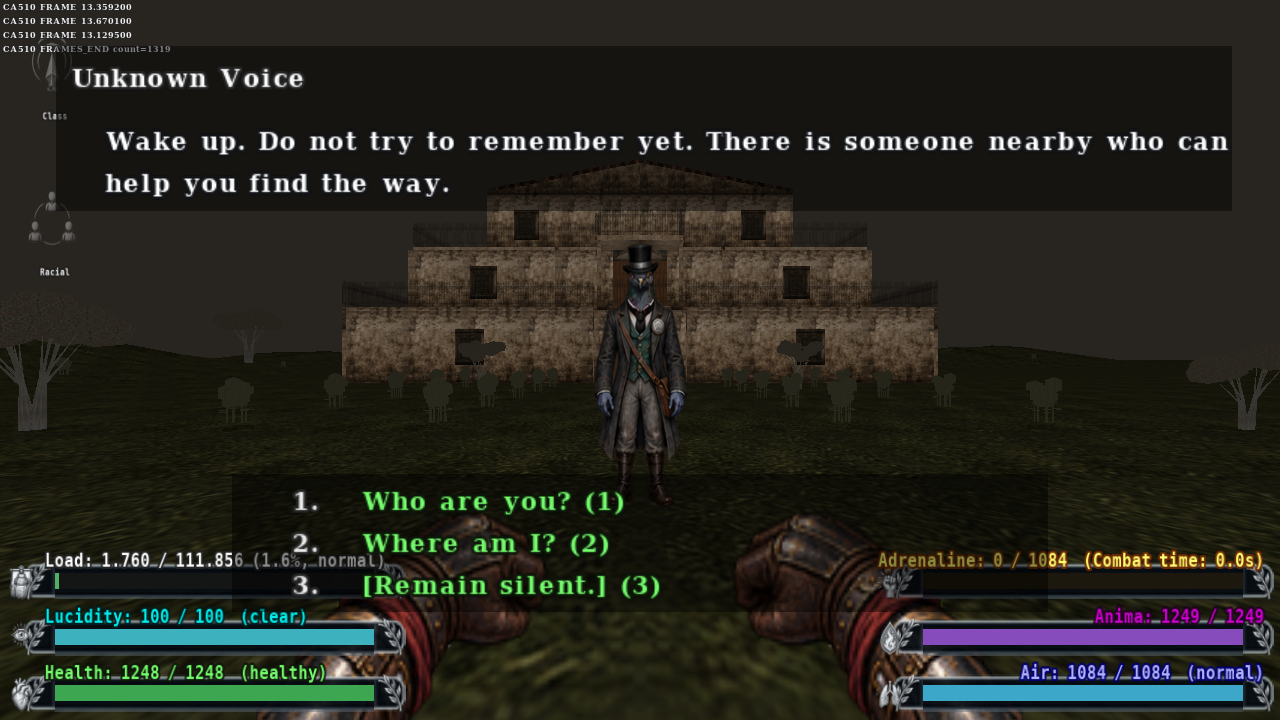 CA510 FRAME 13.359200
CA510 FRAME 13.670100
CA510 FRAME 13.129500
CA510 FRAMES_END count=1319
Unknown Voice
Class
Wake up. Do not try to remember yet. There is someone nearby who can
help you find the way.
Racial
1. Who are you? (1)
2. Where am I? (2)
3. [Remain silent.] (3)
Load: 1.760 / 111.856 (1.6%, normal)
Adrenaline: 0 / 1084 (Combat time: 0.0s)
Lucidity: 100 / 100 (clear)
Anima: 1249 / 1249
Health: 1248 / 1248 (healthy)
Air: 1084 / 1084 (normal)